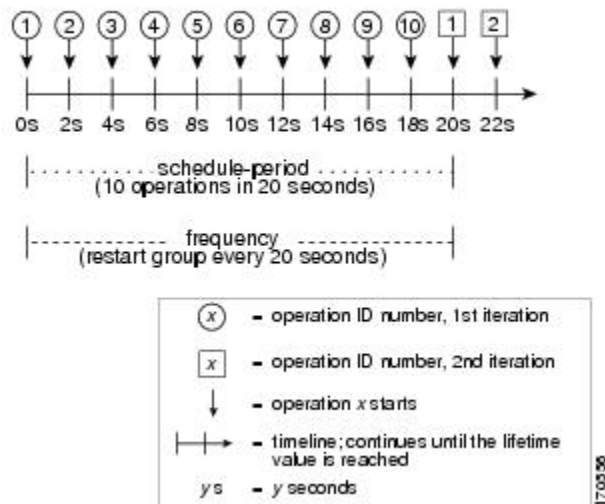 1 2 3 4 5 6 7 8 9 10 1 2
0s 2s 4s 6s 8s 10s 12s 14s 16s 18s 20s 22s
schedule-period
(10 operations in 20 seconds)
frequency
(restart group every 20 seconds)
x = operation ID number, 1st iteration
x = operation ID number, 2nd iteration
= operation x starts
= timeline; continues until the lifetime
value is reached
y s = y seconds
170556